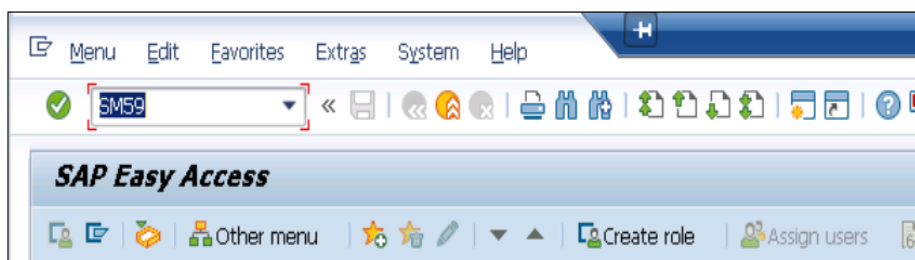 Menu Edit Favorites Extras System Help
SM59
SAP Easy Access
Other menu Create role Assign users